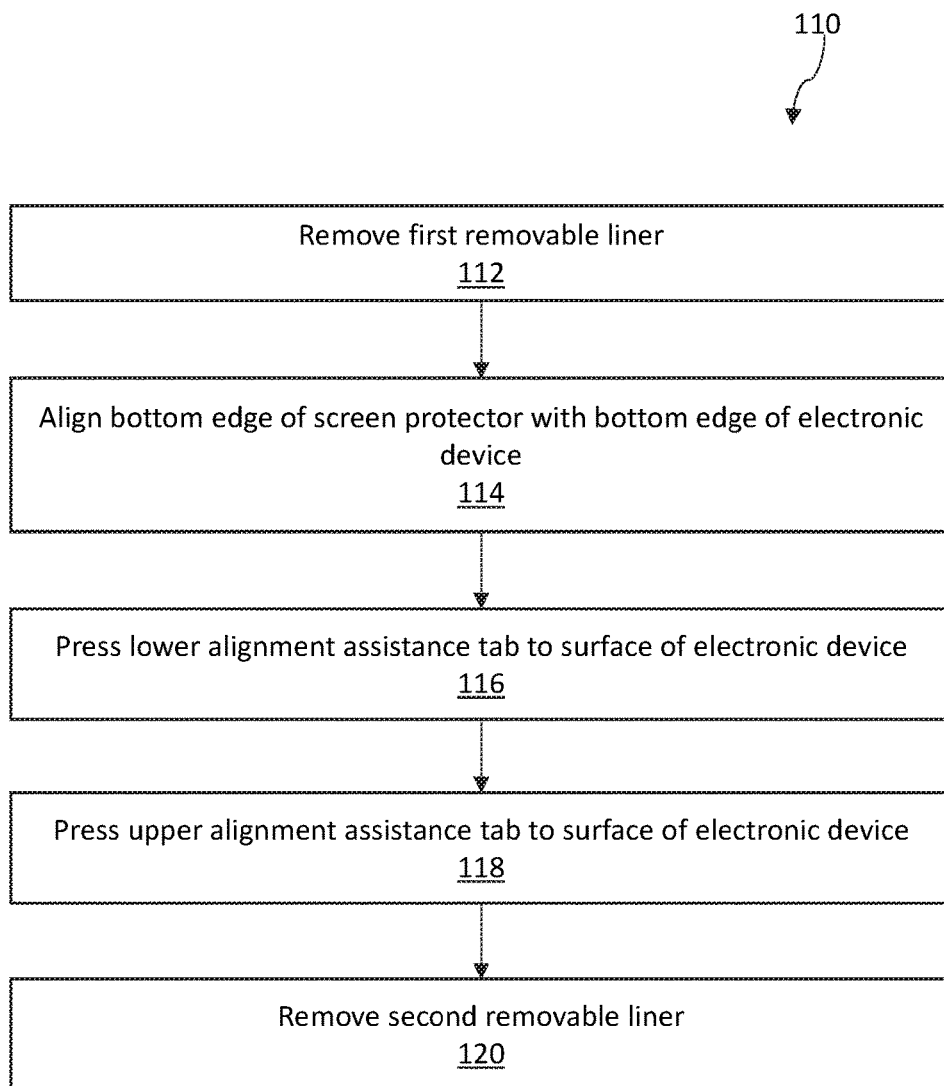 110
Remove first removable liner
112
Align bottom edge of screen protector with bottom edge of electronic
device
114
Press lower alignment assistance tab to surface of electronic device
116
Press upper alignment assistance tab to surface of electronic device
118
Remove second removable liner
120